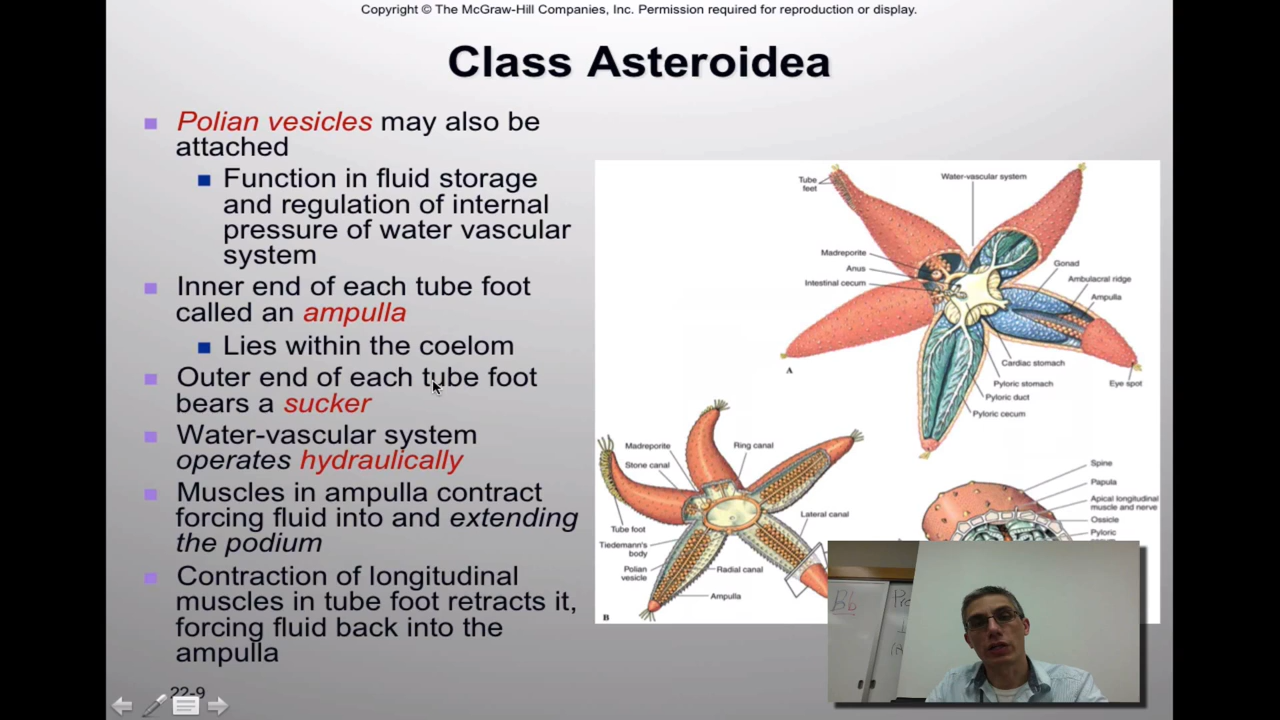 Copyright © The McGraw-Hill Companies, Inc. Permission required for reproduction or display.
Class Asteroidea
Polian vesicles may also be
attached
Function in fluid storage
and regulation of internal
pressure of water vascular
system
Inner end of each tube foot
called an ampulla
Lies within the coelom
Outer end of each tube foot
bears a sucker
Water-vascular system
operates hydraulically
Muscles in ampulla contract
forcing fluid into and extending
the podium
Contraction of longitudinal
muscles in tube foot retracts it,
forcing fluid back into the
ampulla
22-9
Tube
feet
Water-vascular system
Madreporite
Anus
Intestinal cecum
Gonad
Ambulacral ridge
Ampulla
Cardiac stomach
Pyloric stomach
Pyloric duct
Pyloric cecum
Eye spot
A
Madreporite
Stone canal
Ring canal
Lateral canal
Tube foot
Tiedemann's
body
Polian
vesicle
Radial canal
Ampulla
B
Spine
Papula
Apical longitudinal
muscle and nerve
Ossicle
Pyloric
Bb